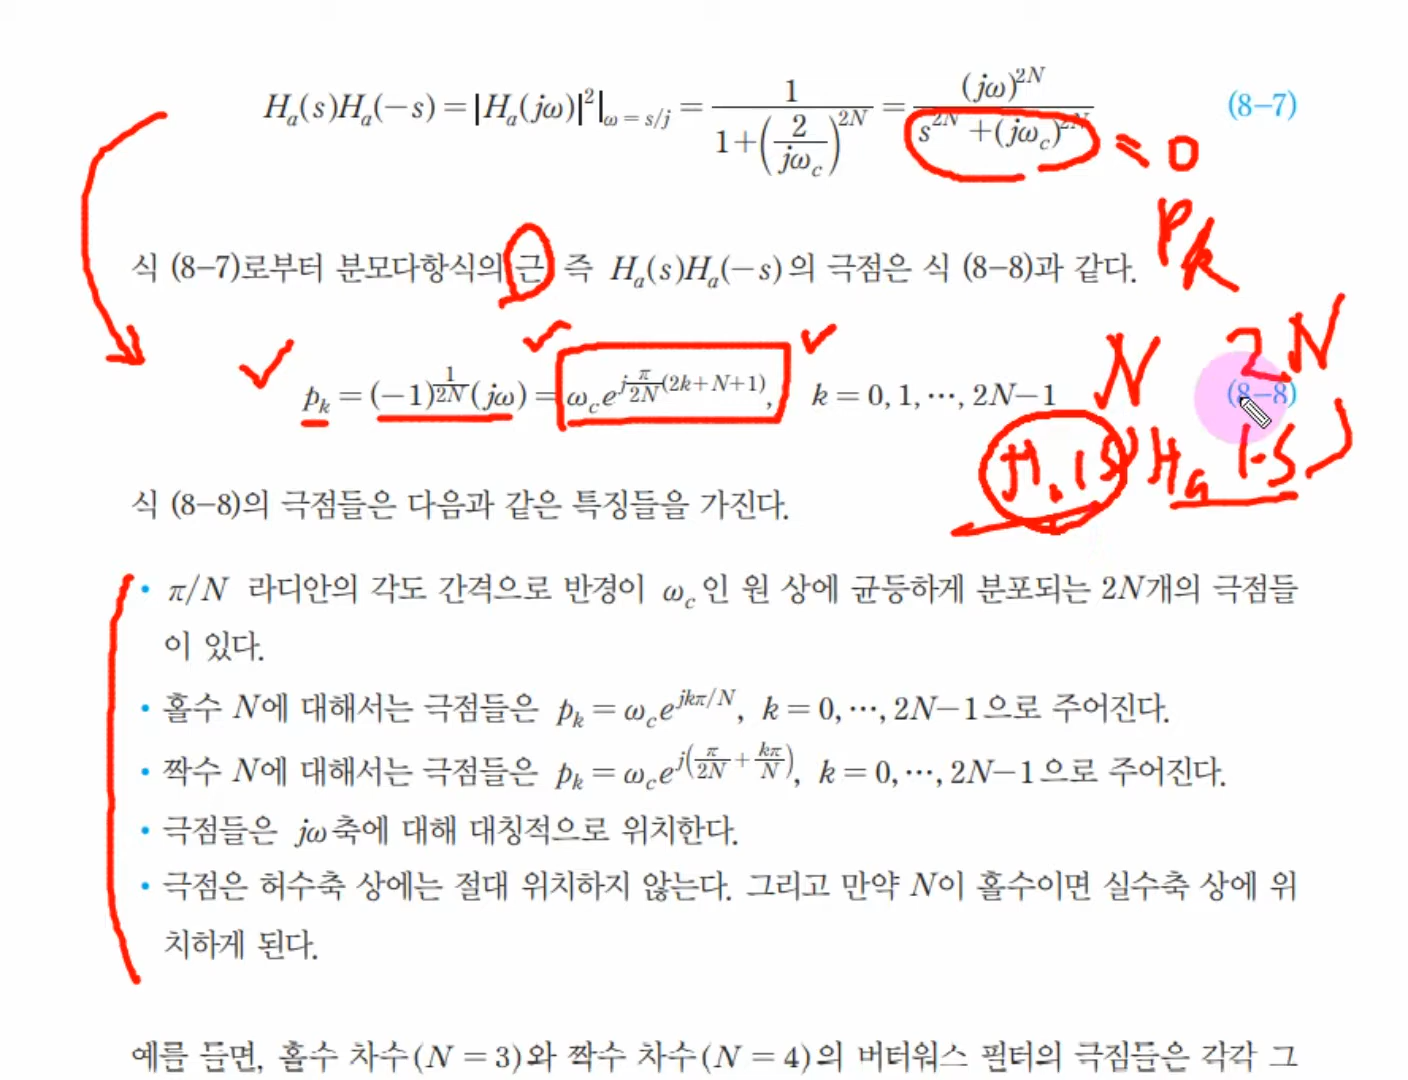 H_a(s)H_a(-s) = |H_a(jω)|²|_{ω = s/j} = 1 / (1+(2/(jω_c))^{2N}) = (jω)^{2N} / (s^{2N}+(jω_c)^{2N}) (8-7)
= 0
P_k
식 (8-7)로부터 분모다항식의 근 즉 H_a(s)H_a(-s)의 극점은 식 (8-8)과 같다.
N 2N
p_k = (-1)^{1/2N}(jω) = ω_c e^{j π/2N (2k+N+1)}, k = 0, 1, ⋯, 2N-1 (8-8)
H_a(s) H_a(-s)
식 (8-8)의 극점들은 다음과 같은 특징들을 가진다.
• π/N 라디안의 각도 간격으로 반경이 ω_c인 원 상에 균등하게 분포되는 2N개의 극점들
이 있다.
• 홀수 N에 대해서는 극점들은 p_k = ω_c e^{jkπ/N}, k = 0, ⋯, 2N-1으로 주어진다.
• 짝수 N에 대해서는 극점들은 p_k = ω_c e^{j(π/2N + kπ/N)}, k = 0, ⋯, 2N-1으로 주어진다.
• 극점들은 jω축에 대해 대칭적으로 위치한다.
• 극점은 허수축 상에는 절대 위치하지 않는다. 그리고 만약 N이 홀수이면 실수축 상에 위
치하게 된다.
예를 들면, 홀수 차수(N = 3)와 짝수 차수(N = 4)의 버터워스 필터의 극점들은 각각 그